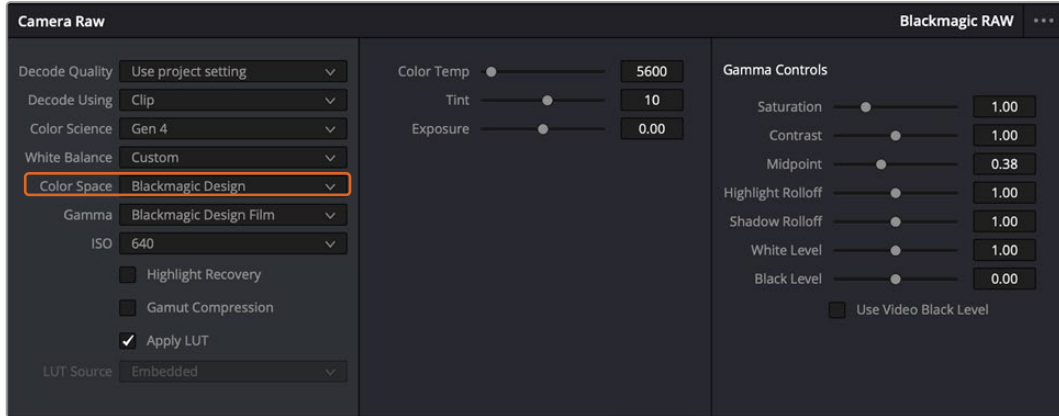 Camera Raw
Blackmagic RAW
Decode Quality Use project setting
Decode Using Clip
Color Science Gen 4
White Balance Custom
Color Space Blackmagic Design
Gamma Blackmagic Design Film
ISO 640
Highlight Recovery
Gamut Compression
Apply LUT
LUT Source Embedded
Color Temp 5600
Tint 10
Exposure 0.00
Gamma Controls
Saturation 1.00
Contrast 1.00
Midpoint 0.38
Highlight Rolloff 1.00
Shadow Rolloff 1.00
White Level 1.00
Black Level 0.00
Use Video Black Level